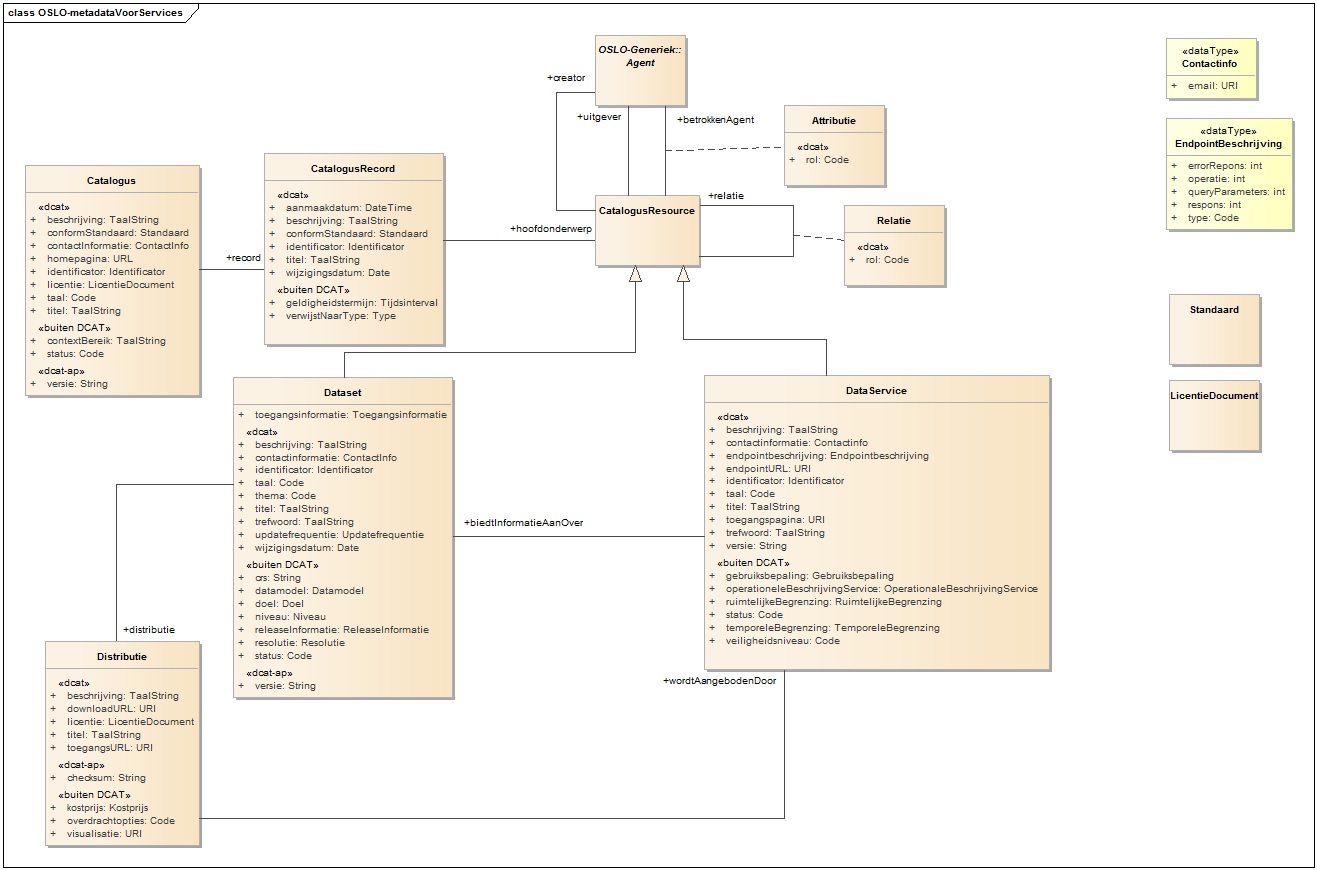 class OSLO-metadataVoorServices
OSLO-Generiek::
Agent
+creator
+uitgever
+betrokkenAgent
Attributie
«dcat»
+ rol: Code
CatalogusResource
+relatie
Relatie
«dcat»
+ rol: Code
+hoofdonderwerp
Catalogus
«dcat»
+ beschrijving: TaalString
+ conformStandaard: Standaard
+ contactInformatie: ContactInfo
+ homepagina: URL
+ identificator: Identificator
+ licentie: LicentieDocument
+ taal: Code
+ titel: TaalString
«buiten DCAT»
+ contextBereik: TaalString
+ status: Code
«dcat-ap»
+ versie: String
+record
CatalogusRecord
«dcat»
+ aanmaakdatum: DateTime
+ beschrijving: TaalString
+ conformStandaard: Standaard
+ identificator: Identificator
+ titel: TaalString
+ wijzigingsdatum: Date
«buiten DCAT»
+ geldigheidstermijn: Tijdsinterval
+ verwijstNaarType: Type
«dataType»
Contactinfo
+ email: URI
«dataType»
EndpointBeschrijving
+ errorRepons: int
+ operatie: int
+ queryParameters: int
+ respons: int
+ type: Code
Standaard
LicentieDocument
Dataset
+ toegangsinformatie: Toegangsinformatie
«dcat»
+ beschrijving: TaalString
+ contactinformatie: ContactInfo
+ identificator: Identificator
+ taal: Code
+ thema: Code
+ titel: TaalString
+ trefwoord: TaalString
+ updatefrequentie: Updatefrequentie
+ wijzigingsdatum: Date
«buiten DCAT»
+ crs: String
+ datamodel: Datamodel
+ doel: Doel
+ niveau: Niveau
+ releaseInformatie: ReleaseInformatie
+ resolutie: Resolutie
+ status: Code
«dcat-ap»
+ versie: String
+biedtInformatieAanOver
DataService
«dcat»
+ beschrijving: TaalString
+ contactinformatie: Contactinfo
+ endpointbeschrijving: Endpointbeschrijving
+ endpointURL: URI
+ identificator: Identificator
+ taal: Code
+ titel: TaalString
+ toegangspagina: URI
+ trefwoord: TaalString
+ versie: String
«buiten DCAT»
+ gebruiksbepaling: Gebruiksbepaling
+ operationeleBeschrijvingService: OperationaleBeschrijvingService
+ ruimtelijkeBegrenzing: RuimtelijkeBegrenzing
+ status: Code
+ temporeleBegrenzing: TemporeleBegrenzing
+ veiligheidsniveau: Code
+wordtAangebodenDoor
+distributie
Distributie
«dcat»
+ beschrijving: TaalString
+ downloadURL: URI
+ licentie: LicentieDocument
+ titel: TaalString
+ toegangsURL: URI
«dcat-ap»
+ checksum: String
«buiten DCAT»
+ kostprijs: Kostprijs
+ overdrachtopties: Code
+ visualisatie: URI